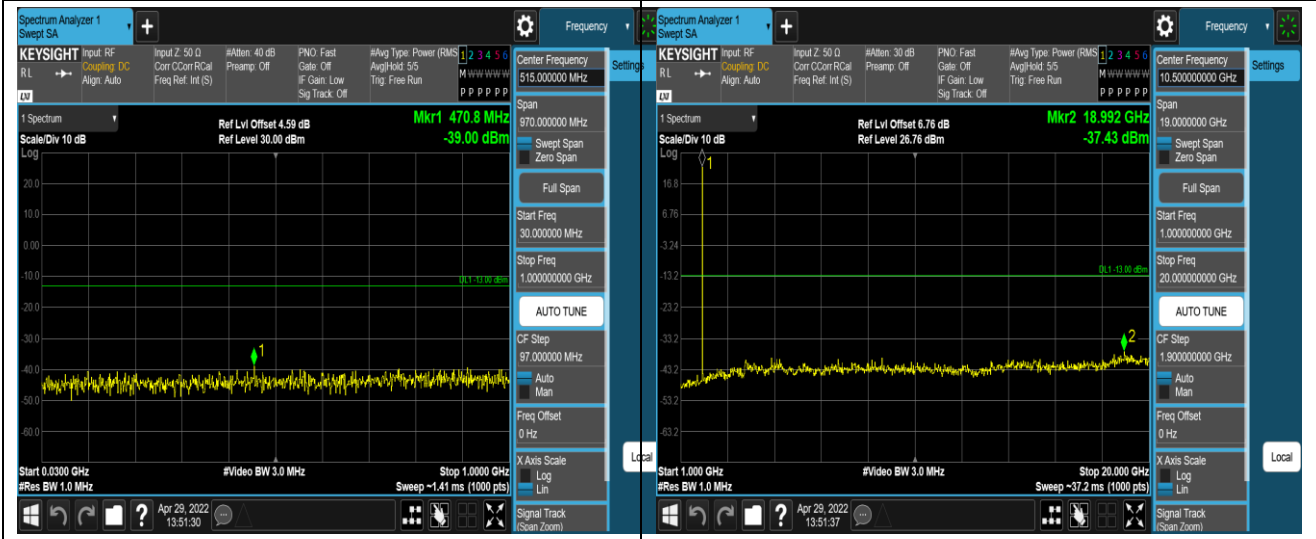 Spectrum Analyzer 1
Swept SA
+
Frequency
KEYSIGHT
RL
LXI
Input: RF
Coupling: DC
Align: Auto
Input Z: 50 Ω
Corr CCorr RCal
Freq Ref: Int (S)
#Atten: 40 dB
Preamp: Off
PNO: Fast
Gate: Off
IF Gain: Low
Sig Track: Off
#Avg Type: Power (RMS
Avg|Hold: 5/5
Trig: Free Run
1 2 3 4 5 6
M W W W W W
P P P P P P
Center Frequency
515.000000 MHz
Settings
1 Spectrum
Scale/Div 10 dB
Log
Ref Lvl Offset 4.59 dB
Ref Level 30.00 dBm
Mkr1 470.8 MHz
-39.00 dBm
20.0
10.0
0.00
-10.0
-20.0
-30.0
-40.0
-50.0
-60.0
DL1 -13.00 dBm
1
Start 0.0300 GHz
#Res BW 1.0 MHz
#Video BW 3.0 MHz
Stop 1.0000 GHz
Sweep ~1.41 ms (1000 pts)
Span
970.000000 MHz
Swept Span
Zero Span
Full Span
Start Freq
30.000000 MHz
Stop Freq
1.000000000 GHz
AUTO TUNE
CF Step
97.000000 MHz
Auto
Man
Freq Offset
0 Hz
X Axis Scale
Log
Lin
Signal Track
(Span Zoom)
Local
?
Apr 29, 2022
13:51:30
Spectrum Analyzer 1
Swept SA
+
Frequency
KEYSIGHT
RL
LXI
Input: RF
Coupling: DC
Align: Auto
Input Z: 50 Ω
Corr CCorr RCal
Freq Ref: Int (S)
#Atten: 30 dB
Preamp: Off
PNO: Fast
Gate: Off
IF Gain: Low
Sig Track: Off
#Avg Type: Power (RMS
Avg|Hold: 5/5
Trig: Free Run
1 2 3 4 5 6
M W W W W W
P P P P P P
Center Frequency
10.500000000 GHz
Settings
1 Spectrum
Scale/Div 10 dB
Log
Ref Lvl Offset 6.76 dB
Ref Level 26.76 dBm
Mkr2 18.992 GHz
-37.43 dBm
16.8
6.76
-3.24
-13.2
-23.2
-33.2
-43.2
-53.2
-63.2
DL1 -13.00 dBm
1
2
Start 1.000 GHz
#Res BW 1.0 MHz
#Video BW 3.0 MHz
Stop 20.000 GHz
Sweep ~37.2 ms (1000 pts)
Span
19.0000000 GHz
Swept Span
Zero Span
Full Span
Start Freq
1.000000000 GHz
Stop Freq
20.000000000 GHz
AUTO TUNE
CF Step
1.900000000 GHz
Auto
Man
Freq Offset
0 Hz
X Axis Scale
Log
Lin
Signal Track
(Span Zoom)
Local
?
Apr 29, 2022
13:51:37